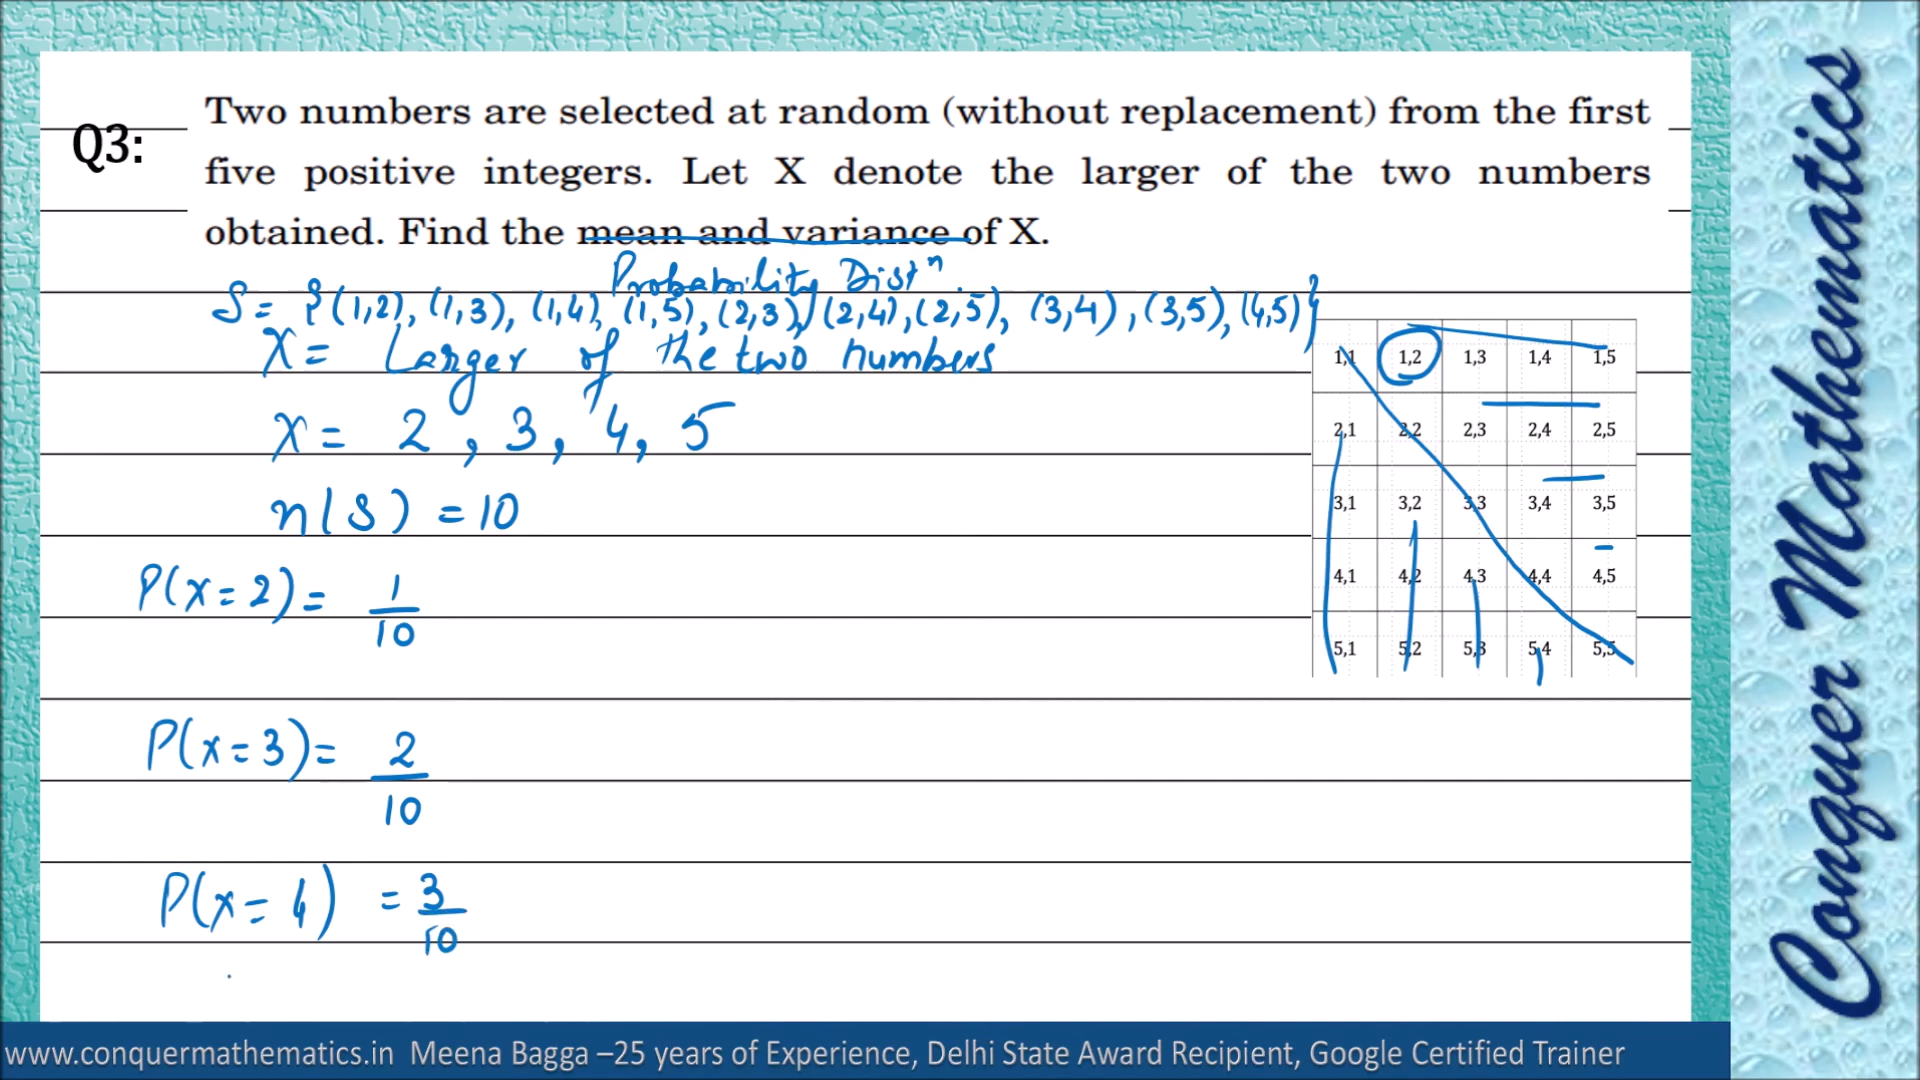 Q3:
Two numbers are selected at random (without replacement) from the first
five positive integers. Let X denote the larger of the two numbers
obtained. Find the mean and variance of X.
Probability Distⁿ
S = {(1,2), (1,3), (1,4), (1,5), (2,3), (2,4), (2,5), (3,4), (3,5), (4,5)}
X = Larger of the two numbers
X = 2, 3, 4, 5
n(S) = 10
P(x=2) = 1/10
P(x=3) = 2/10
P(x=4) = 3/10
1,1 1,2 1,3 1,4 1,5
2,1 2,2 2,3 2,4 2,5
3,1 3,2 3,3 3,4 3,5
4,1 4,2 4,3 4,4 4,5
5,1 5,2 5,3 5,4 5,5
Conquer Mathematics
www.conquermathematics.in Meena Bagga –25 years of Experience, Delhi State Award Recipient, Google Certified Trainer